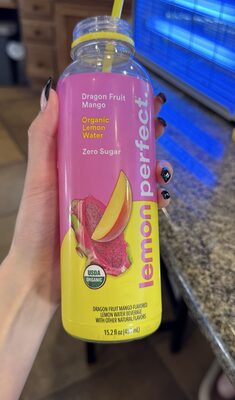 Dragon Fruit
Mango
Organic
Lemon
Water
Zero Sugar
lemon perfect.
USDA
ORGANIC
DRAGON FRUIT MANGO-FLAVORED
LEMON WATER BEVERAGE
WITH OTHER NATURAL FLAVORS
15.2 fl oz